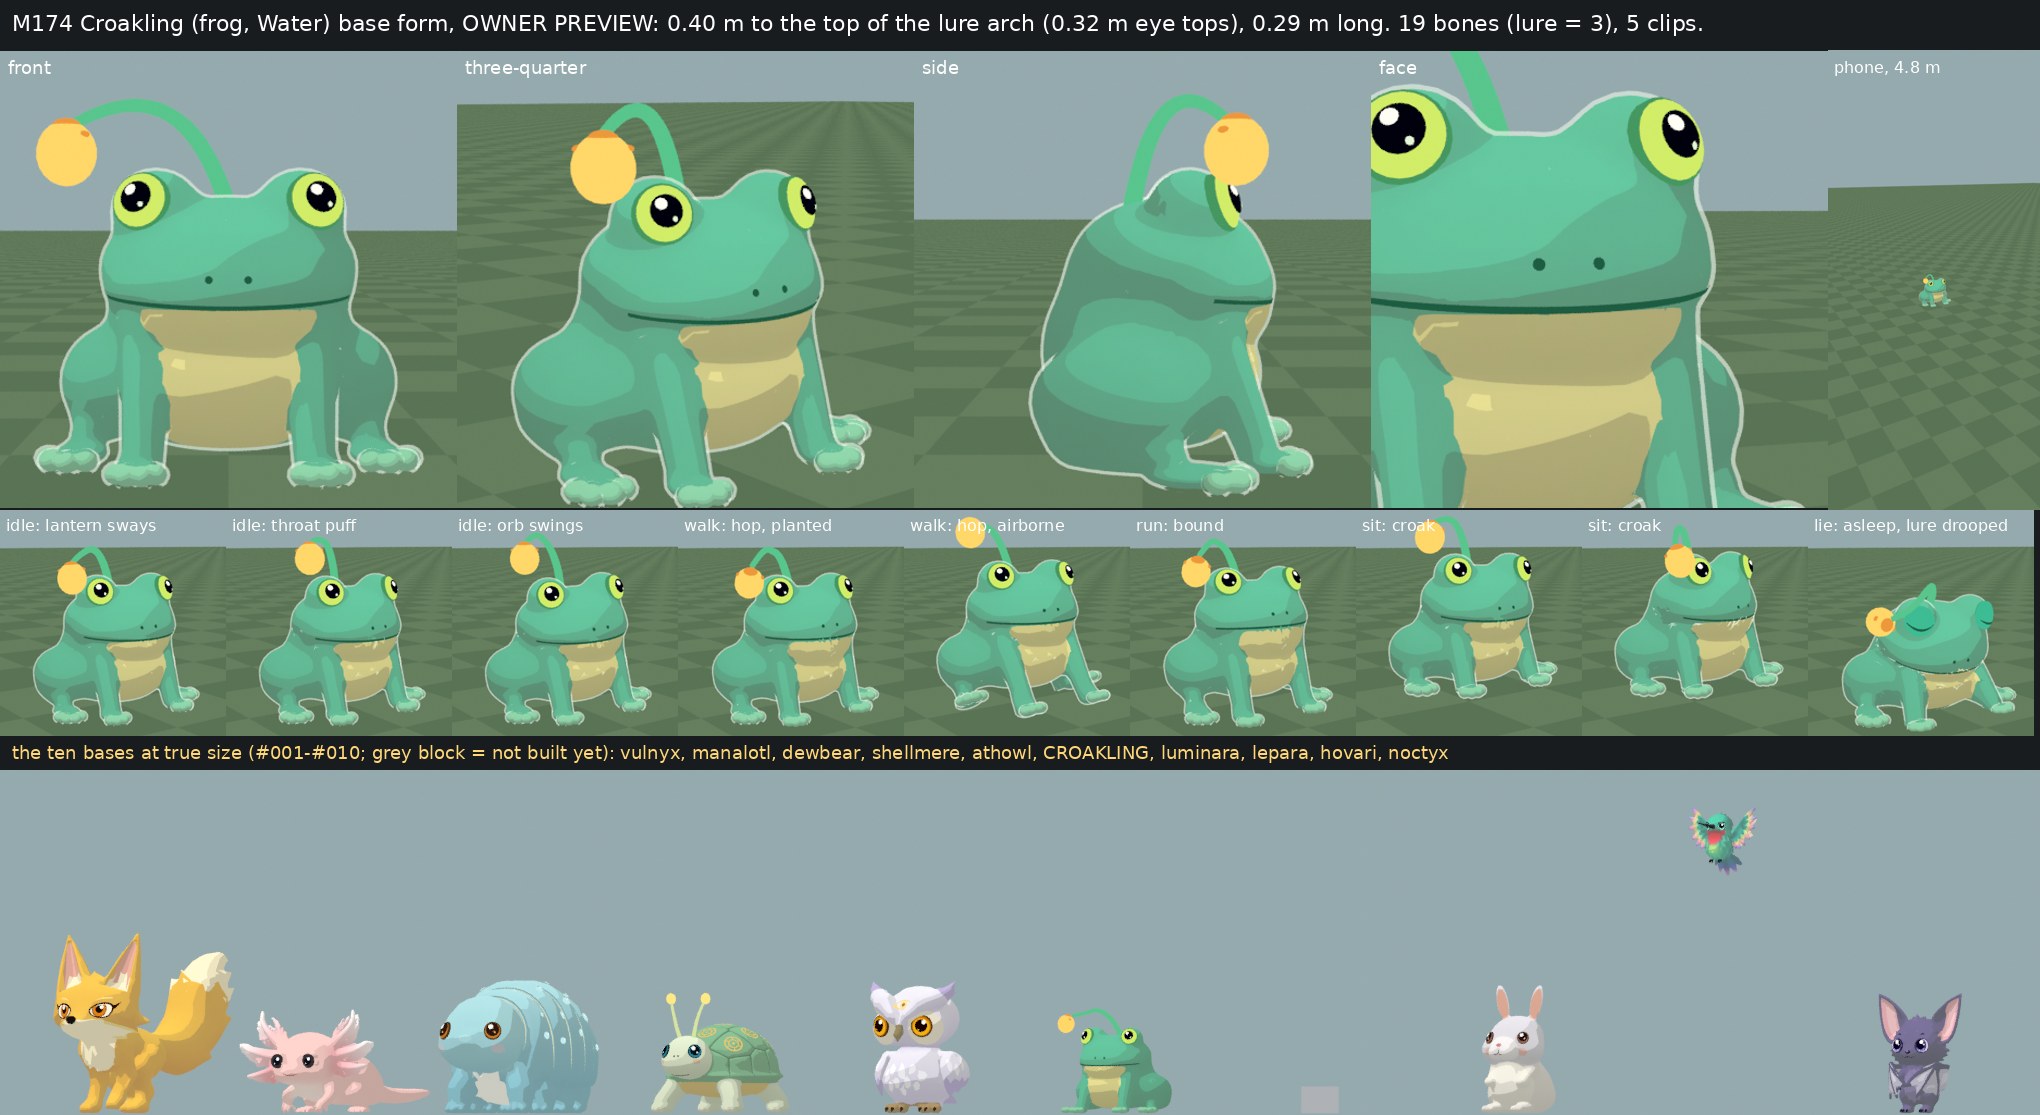 M174 Croakling (frog, Water) base form, OWNER PREVIEW: 0.40 m to the top of the lure arch (0.32 m eye tops), 0.29 m long. 19 bones (lure = 3), 5 clips.
front
three-quarter
side
face
phone, 4.8 m
idle: lantern sways
idle: throat puff
idle: orb swings
walk: hop, planted
walk: hop, airborne
run: bound
sit: croak
sit: croak
lie: asleep, lure drooped
the ten bases at true size (#001-#010; grey block = not built yet): vulnyx, manalotl, dewbear, shellmere, athowl, CROAKLING, luminara, lepara, hovari, noctyx